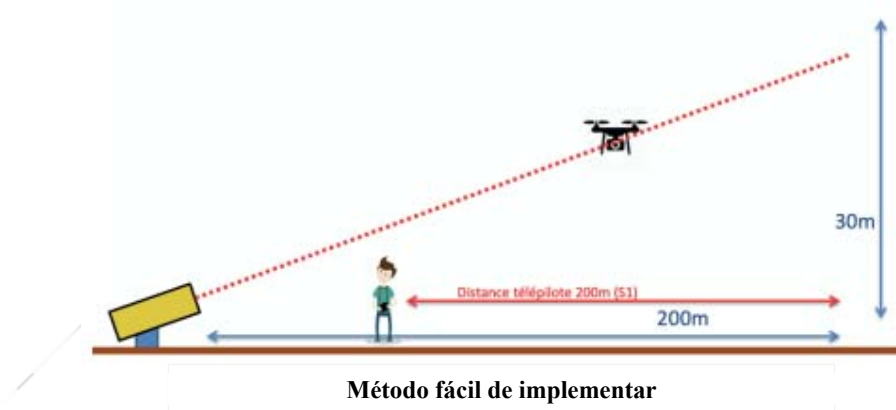 30m
Distance télépilote 200m (S1)
200m
Método fácil de implementar